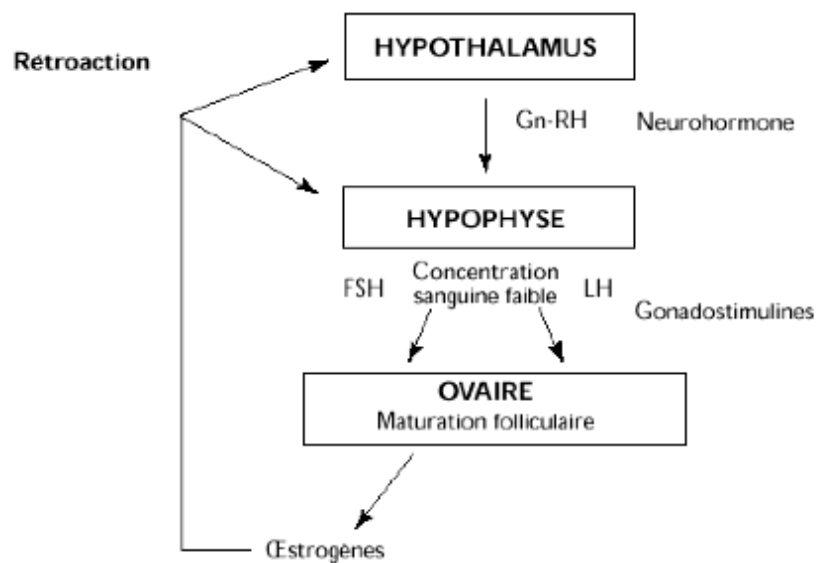 HYPOTHALAMUS
Rétroaction
Gn-RH
Neurohormone
HYPOPHYSE
FSH
Concentration
sanguine faible
LH
Gonadostimulines
OVAIRE
Maturation folliculaire
Œstrogènes